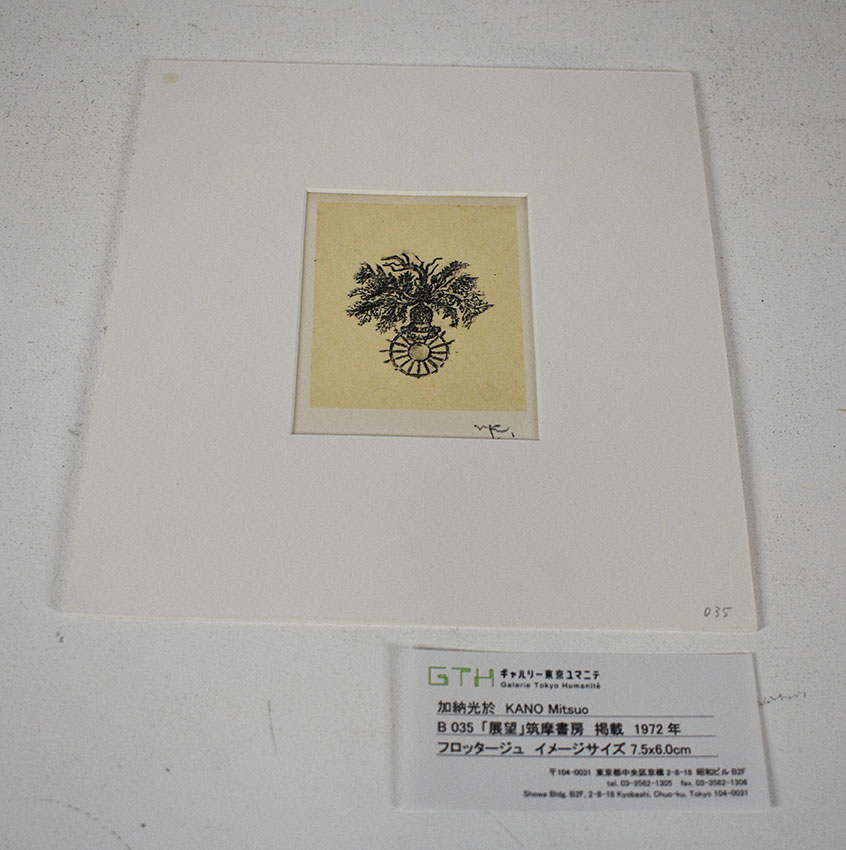 035
GTH ギャルリー東京ユマニテ
Galerie Tokyo Humanité
加納光於 KANO Mitsuo
B 035 「展望」筑摩書房 掲載 1972 年
フロッタージュ イメージサイズ 7.5x6.0cm
〒104-0031 東京都中央区京橋 2-8-18 昭和ビル B2F
tel. 03-3562-1305 fax. 03-3562-1306
Showa Bldg. B2F, 2-8-18 Kyobashi, Chuo-ku, Tokyo 104-0031